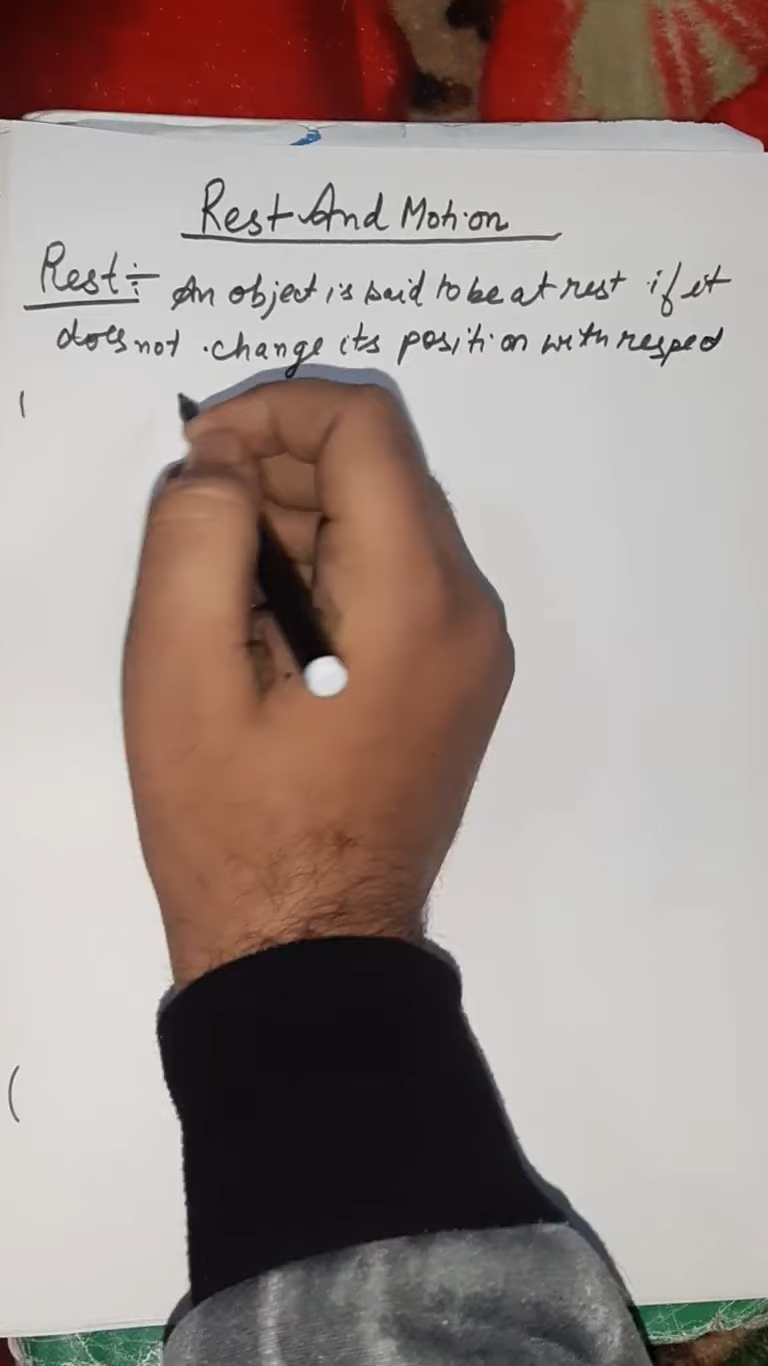 Rest And Motion
Rest÷ An object is said to be at rest if it
does not change its position with respect